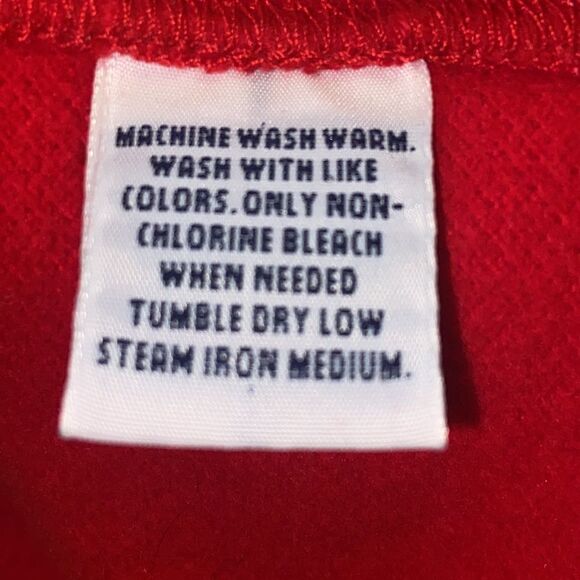 MACHINE WASH WARM.
WASH WITH LIKE
COLORS. ONLY NON-
CHLORINE BLEACH
WHEN NEEDED
TUMBLE DRY LOW
STEAM IRON MEDIUM.